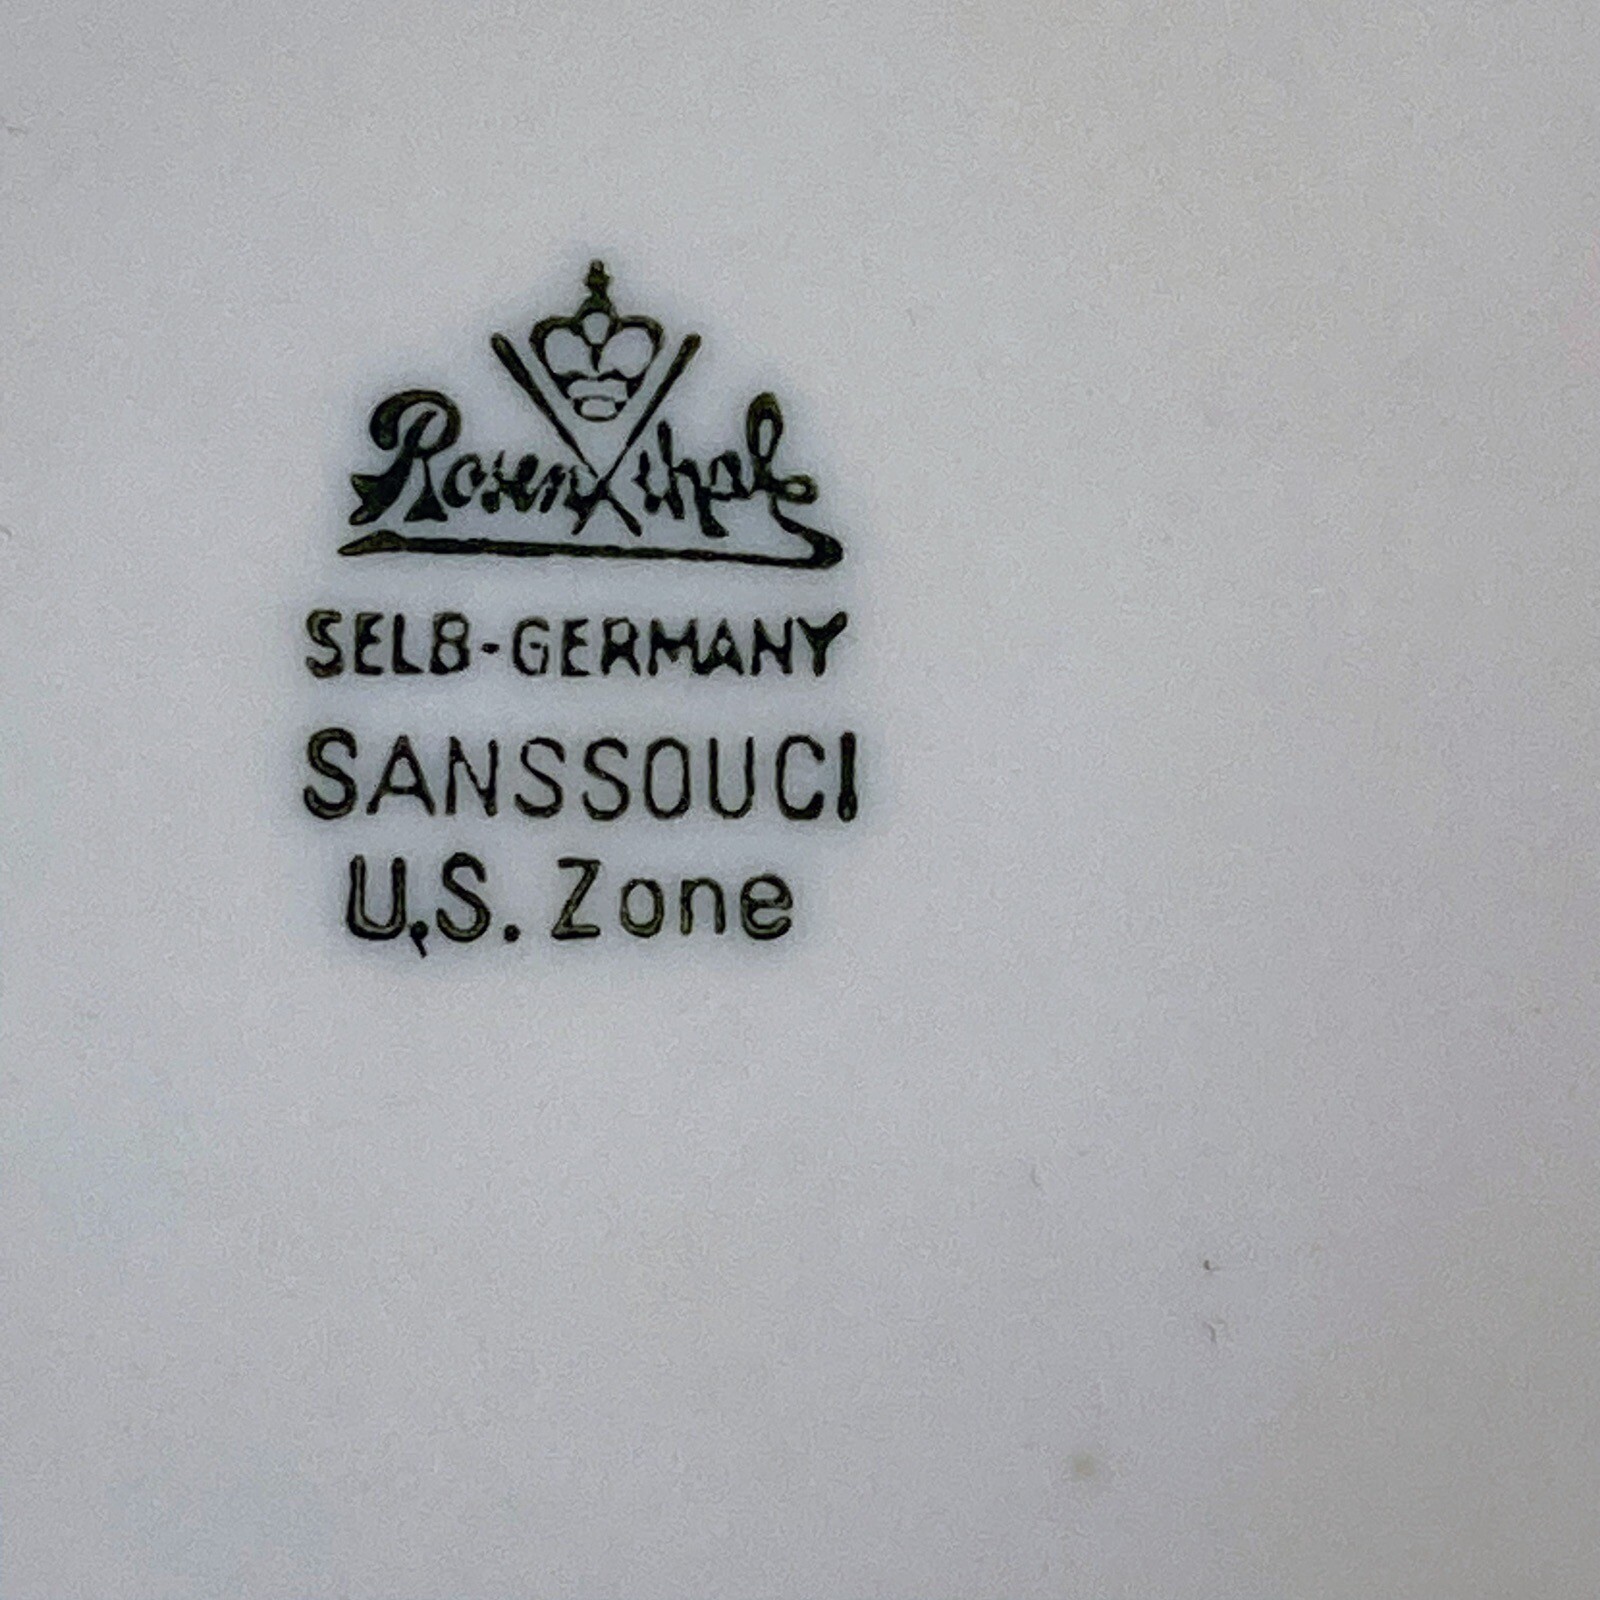 Rosenthal
SELB-GERMANY
SANSSOUCI
U.S. Zone